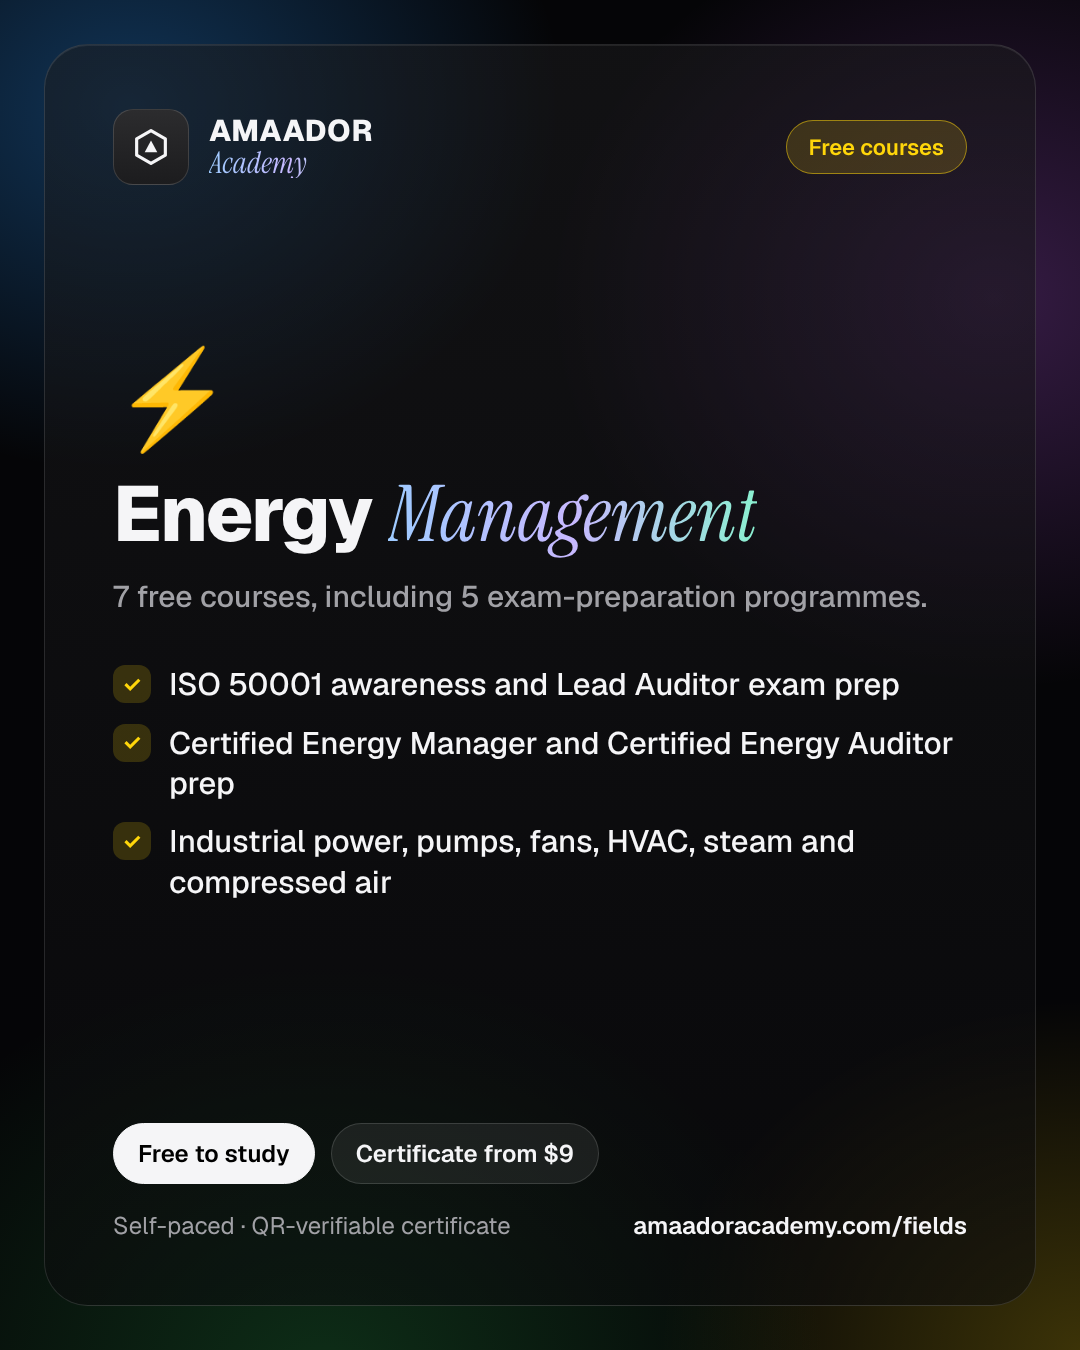 AMAADOR
Academy
Free courses
Energy Management
7 free courses, including 5 exam-preparation programmes.
ISO 50001 awareness and Lead Auditor exam prep
Certified Energy Manager and Certified Energy Auditor
prep
Industrial power, pumps, fans, HVAC, steam and
compressed air
Free to study
Certificate from $9
Self-paced · QR-verifiable certificate
amaadoracademy.com/fields